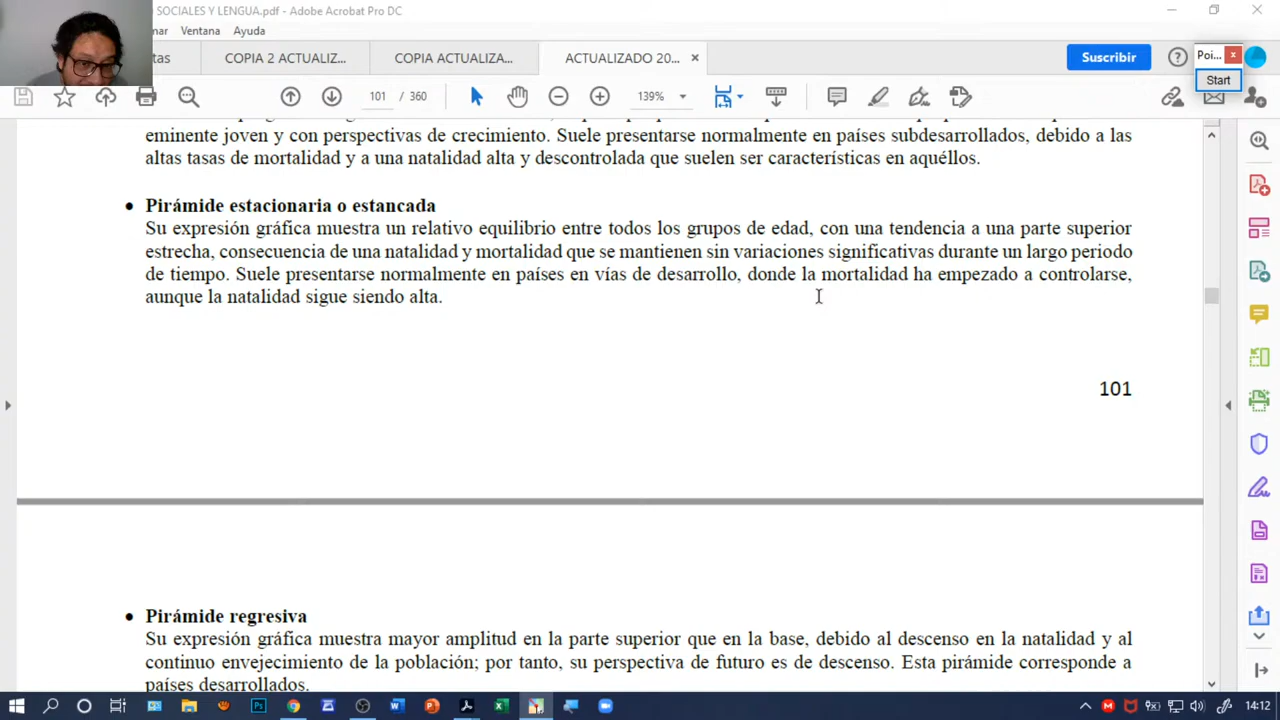 SOCIALES Y LENGUA.pdf - Adobe Acrobat Pro DC
mar Ventana Ayuda
tas COPIA 2 ACTUALIZ... COPIA ACTUALIZA... ACTUALIZADO 20... × Suscribir Poi... x
Start
101 / 360 139%
eminente joven y con perspectivas de crecimiento. Suele presentarse normalmente en países subdesarrollados, debido a las
altas tasas de mortalidad y a una natalidad alta y descontrolada que suelen ser características en aquéllos.
• Pirámide estacionaria o estancada
Su expresión gráfica muestra un relativo equilibrio entre todos los grupos de edad, con una tendencia a una parte superior
estrecha, consecuencia de una natalidad y mortalidad que se mantienen sin variaciones significativas durante un largo periodo
de tiempo. Suele presentarse normalmente en países en vías de desarrollo, donde la mortalidad ha empezado a controlarse,
aunque la natalidad sigue siendo alta.
101
• Pirámide regresiva
Su expresión gráfica muestra mayor amplitud en la parte superior que en la base, debido al descenso en la natalidad y al
continuo envejecimiento de la población; por tanto, su perspectiva de futuro es de descenso. Esta pirámide corresponde a
países desarrollados.
14:12